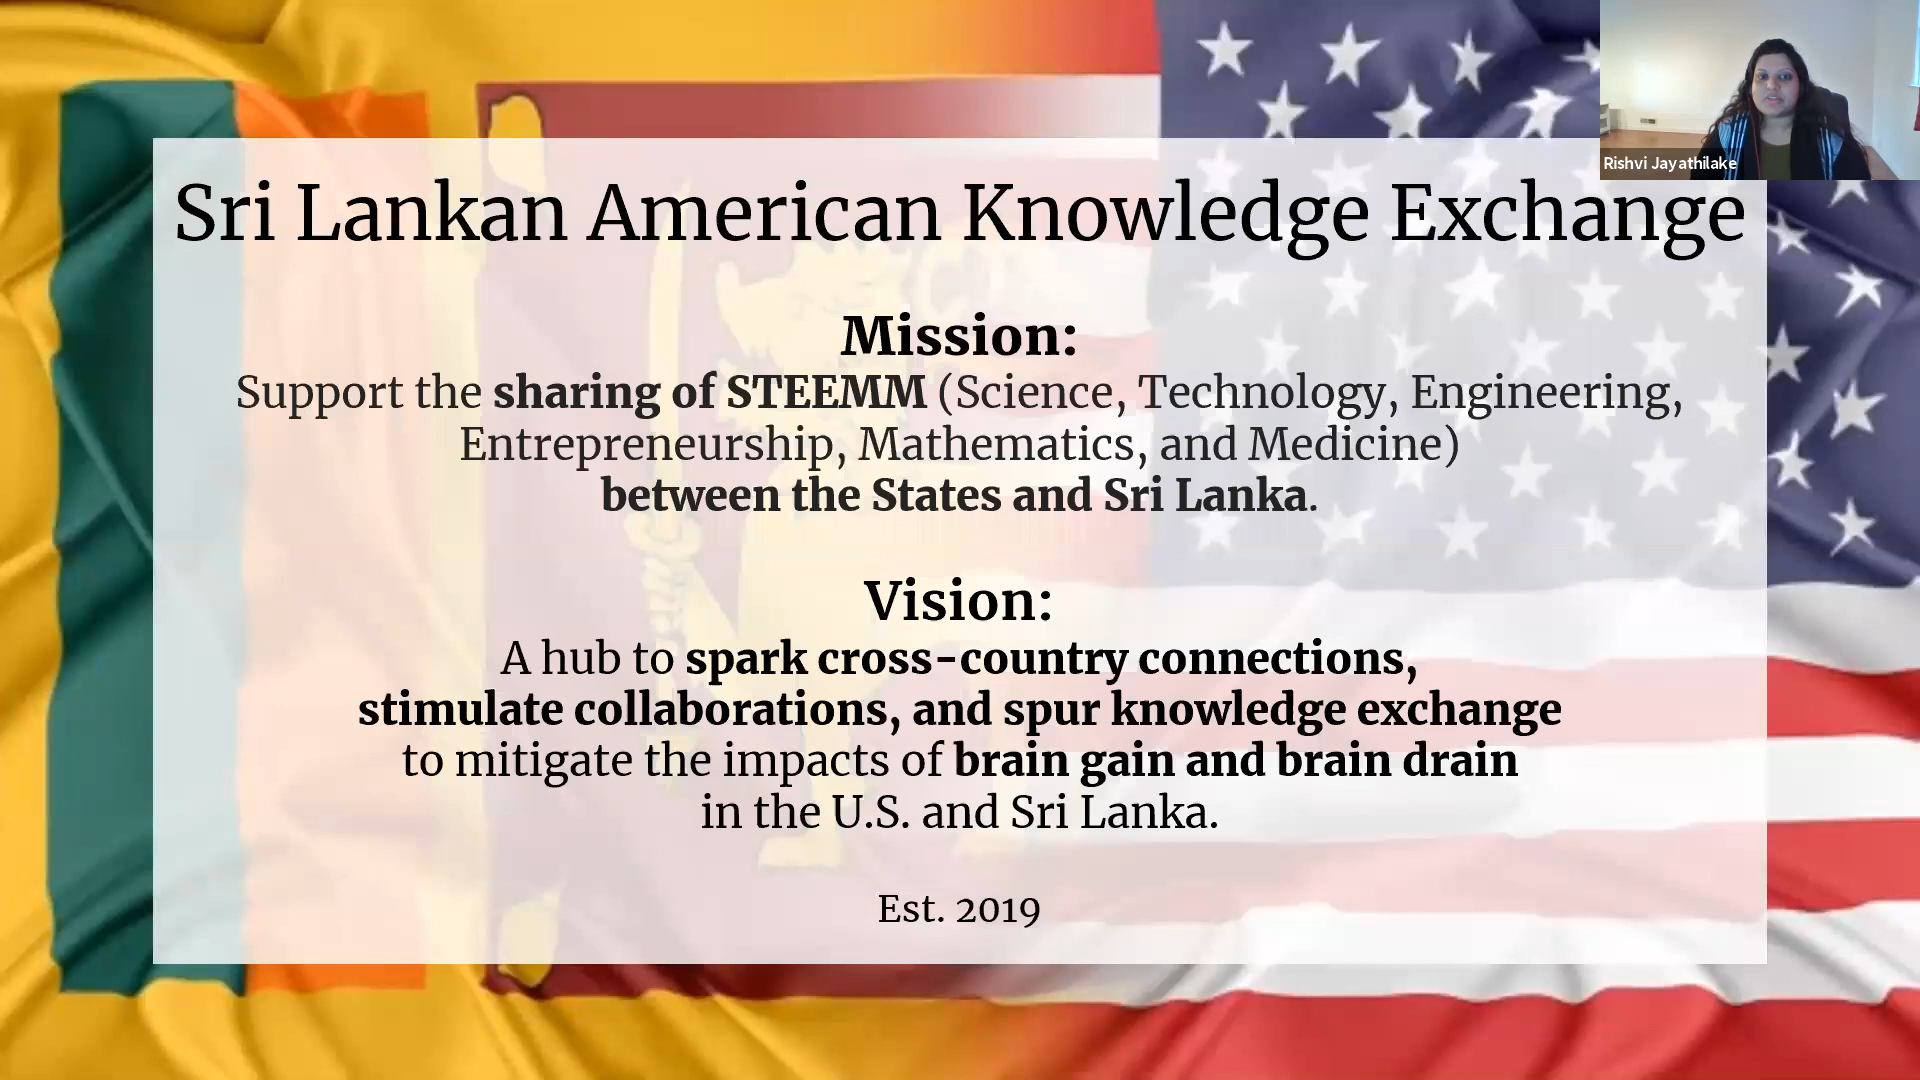 Sri Lankan American Knowledge Exchange
Rishvi Jayathilake
Mission:
Support the sharing of STEEMM (Science, Technology, Engineering,
Entrepreneurship, Mathematics, and Medicine)
between the States and Sri Lanka.
Vision:
A hub to spark cross-country connections,
stimulate collaborations, and spur knowledge exchange
to mitigate the impacts of brain gain and brain drain
in the U.S. and Sri Lanka.
Est. 2019